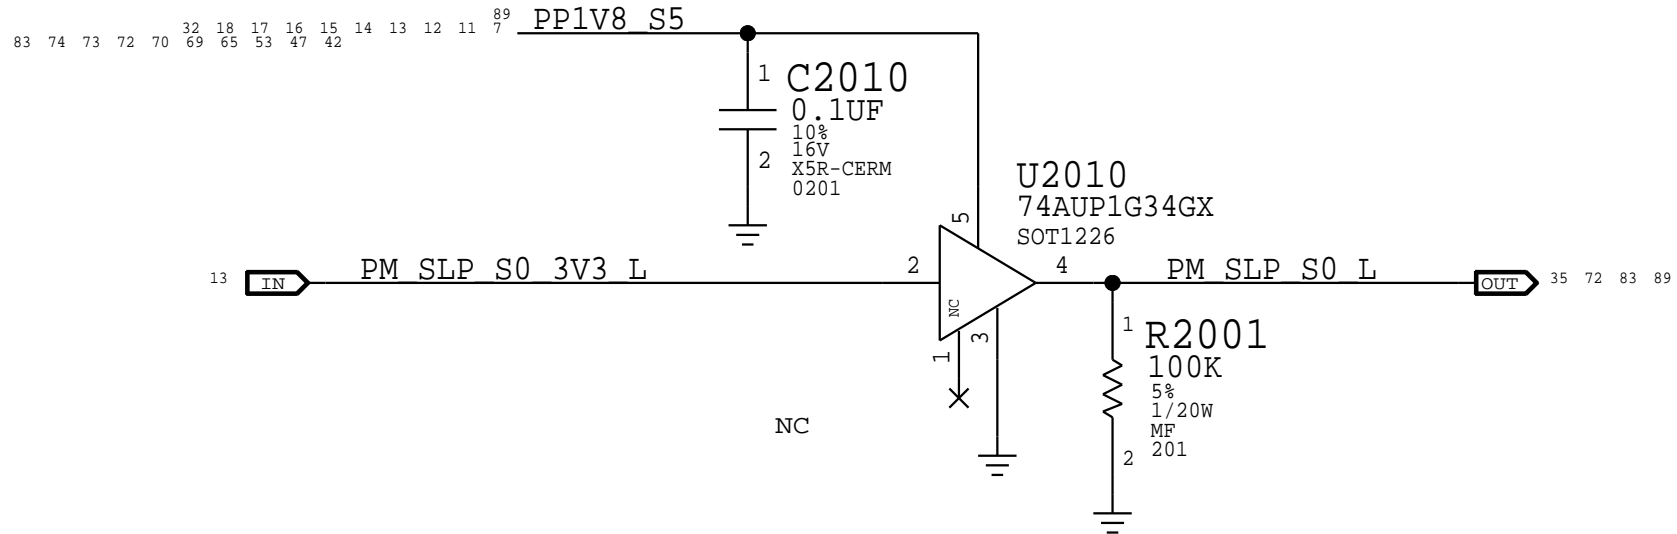 89
PP1V8_S5
32 18 17 16 15 14 13 12 11 7
83 74 73 72 70 69 65 53 47 42
1
C2010
0.1UF
10%
16V
X5R-CERM
0201
2
U2010
74AUP1G34GX
SOT1226
5
13
IN
PM_SLP_S0_3V3_L
2
4
PM_SLP_S0_L
OUT
35 72 83 89
NC
1
3
1
R2001
100K
5%
1/20W
MF
201
2
NC